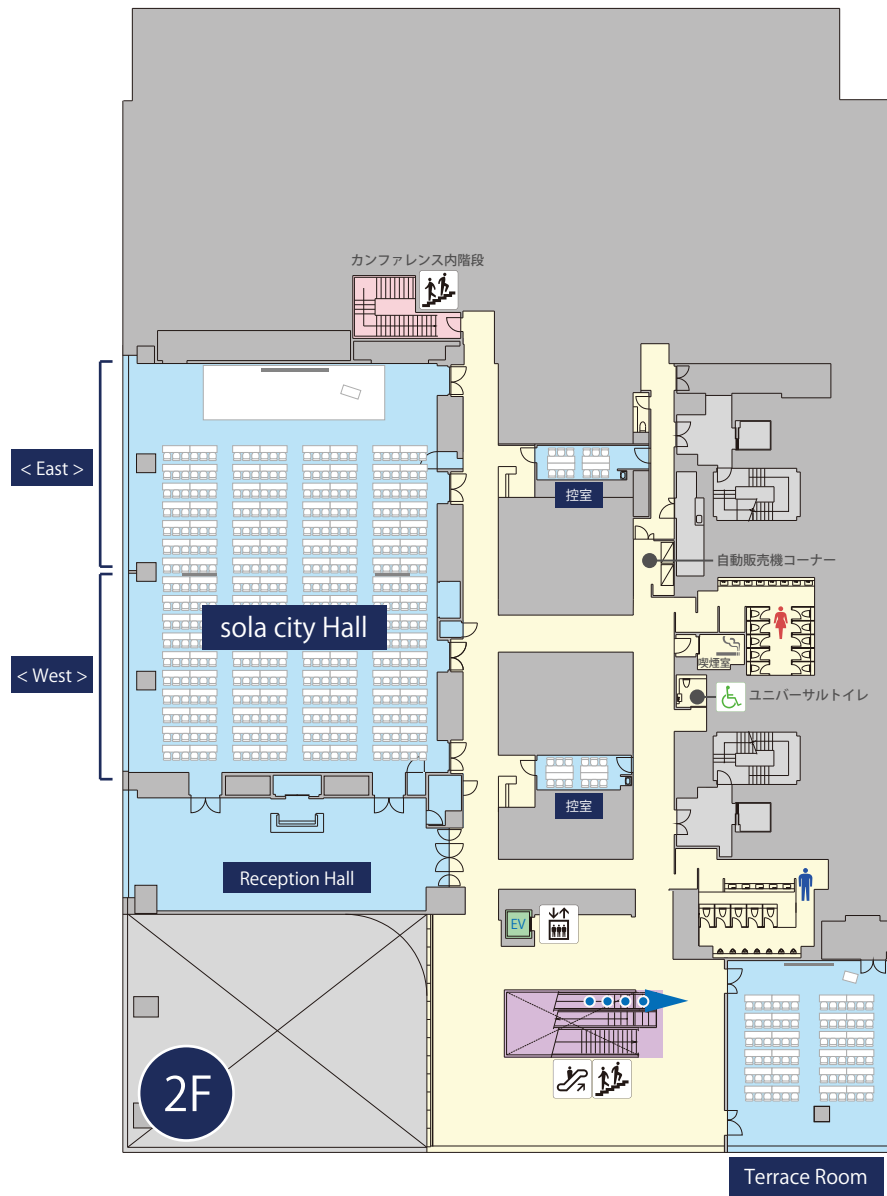 カンファレンス内階段
< East >
控室
自動販売機コーナー
sola city Hall
喫煙室
< West >
ユニバーサルトイレ
控室
Reception Hall
EV
2F
Terrace Room